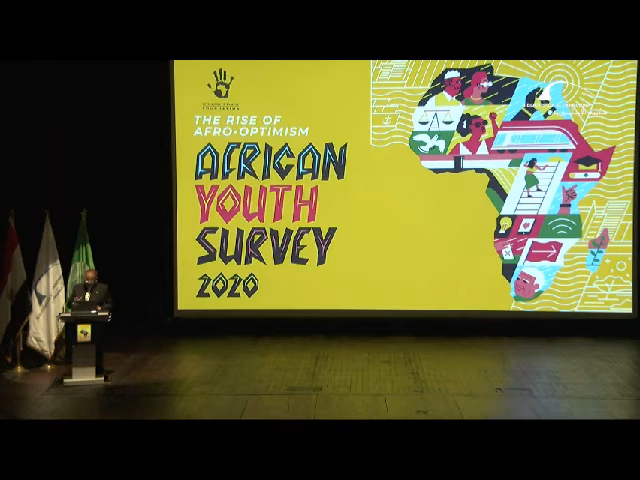 THE RISE OF
AFRO-OPTIMISM
AFRICAN
YOUTH
SURVEY
2020